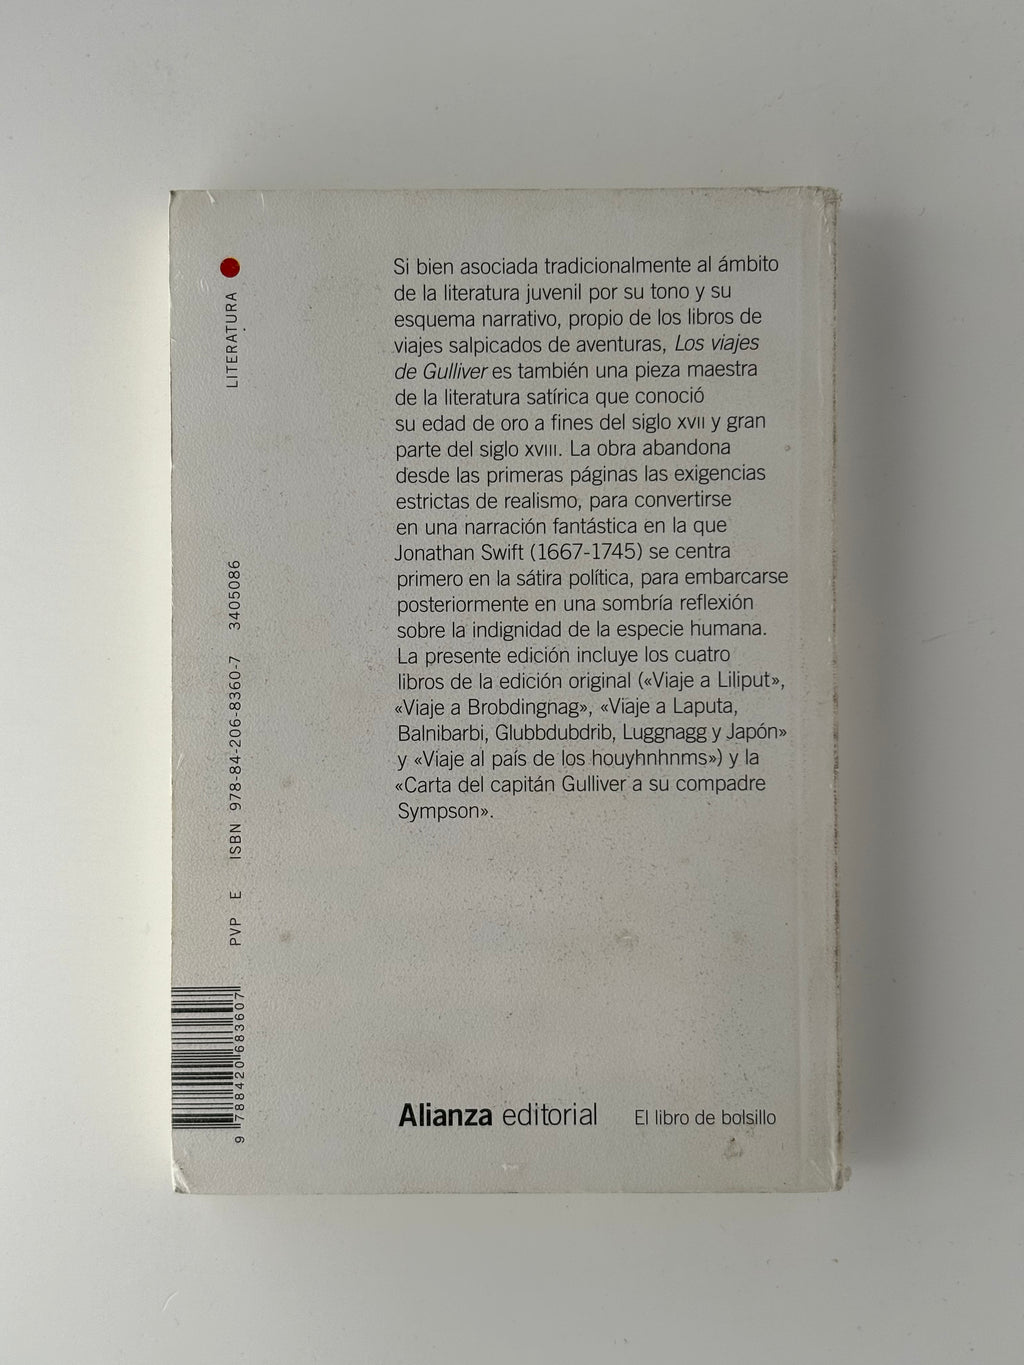 LITERATURA
Si bien asociada tradicionalmente al ámbito
de la literatura juvenil por su tono y su
esquema narrativo, propio de los libros de
viajes salpicados de aventuras, Los viajes
de Gulliver es también una pieza maestra
de la literatura satírica que conoció
su edad de oro a fines del siglo XVII y gran
parte del siglo XVIII. La obra abandona
desde las primeras páginas las exigencias
estrictas de realismo, para convertirse
en una narración fantástica en la que
Jonathan Swift (1667-1745) se centra
primero en la sátira política, para embarcarse
posteriormente en una sombría reflexión
sobre la indignidad de la especie humana.
La presente edición incluye los cuatro
libros de la edición original («Viaje a Liliput»,
«Viaje a Brobdingnag», «Viaje a Laputa,
Balnibarbi, Glubbdubdrib, Luggnagg y Japón»
y «Viaje al país de los houyhnhnms») y la
«Carta del capitán Gulliver a su compadre
Sympson».
PVP E ISBN 978-84-206-8360-7 3405086
9 788420 683607
Alianza editorial El libro de bolsillo